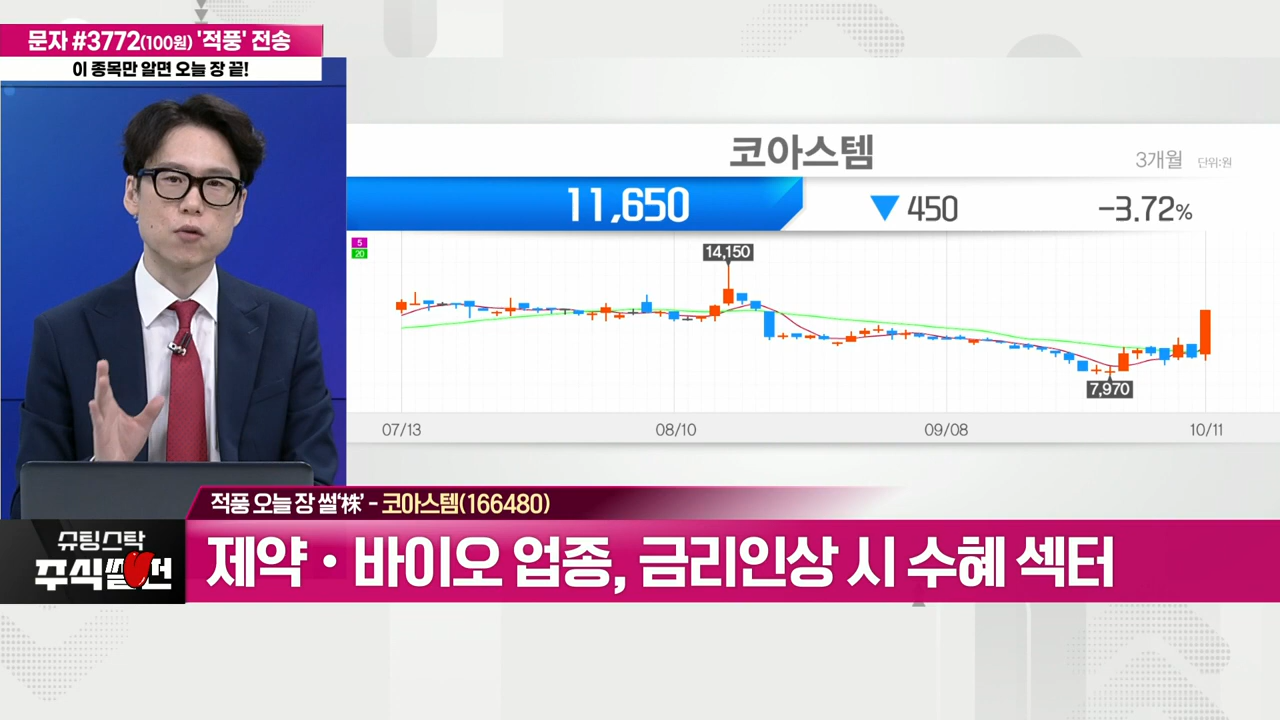 문자 #3772(100원) '적풍' 전송
이 종목만 알면 오늘 장 끝!
코아스템
3개월 단위:원
11,650 ▼ 450 -3.72%
5
20
14,150
7,970
07/13 08/10 09/08 10/11
적풍 오늘 장 썰'株' - 코아스템(166480)
슈팅스탁
주식썰전
제약·바이오 업종, 금리인상 시 수혜 섹터